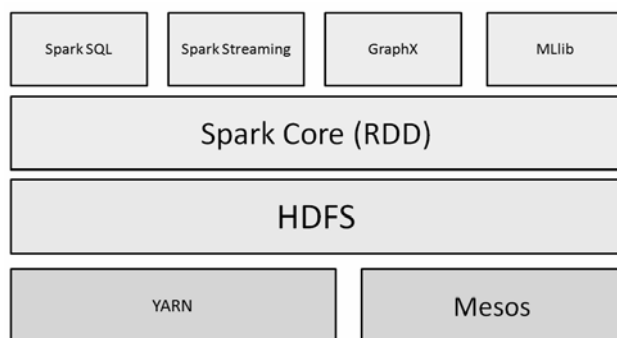 Spark SQL
Spark Streaming
GraphX
MLlib
Spark Core (RDD)
HDFS
YARN
Mesos